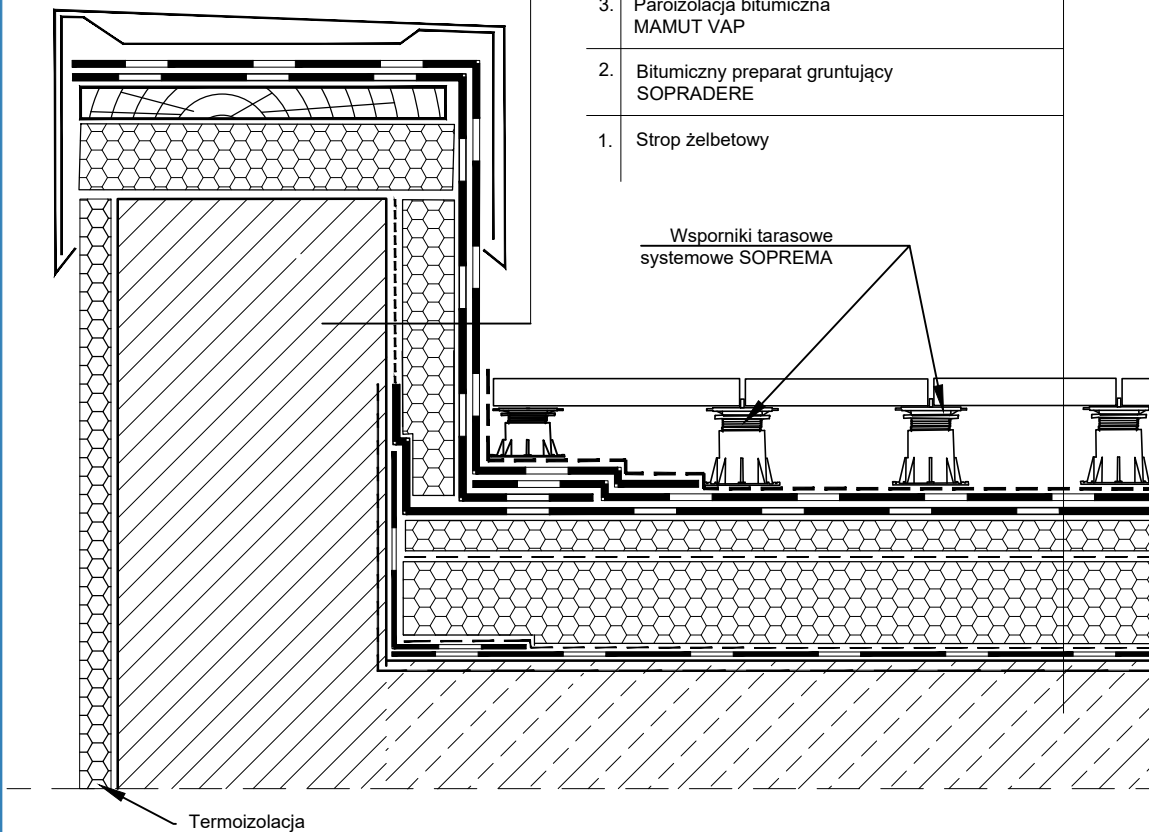 3. Paroizolacja bitumiczna
MAMUT VAP
2. Bitumiczny preparat gruntujący
SOPRADERE
1. Strop żelbetowy
Wsporniki tarasowe
systemowe SOPREMA
Termoizolacja